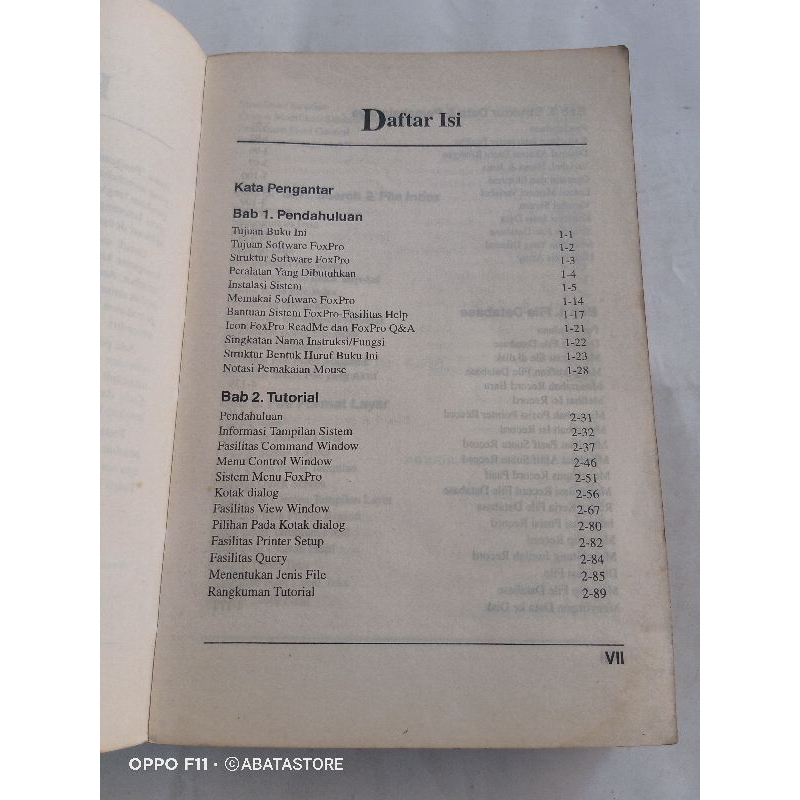 Daftar Isi
Kata Pengantar
Bab 1. Pendahuluan
Tujuan Buku Ini 1-1
Tujuan Software FoxPro 1-2
Struktur Software FoxPro 1-3
Peralatan Yang Dibutuhkan 1-4
Instalasi Sistem 1-5
Memakai Software FoxPro 1-14
Bantuan Sistem FoxPro-Fasilitas Help 1-17
Icon FoxPro ReadMe dan FoxPro Q&A 1-21
Singkatan Nama Instruksi/Fungsi 1-22
Struktur Bentuk Huruf Buku Ini 1-23
Notasi Pemakaian Mouse 1-28
Bab 2. Tutorial
Pendahuluan 2-31
Informasi Tampilan Sistem 2-32
Fasilitas Command Window 2-37
Menu Control Window 2-46
Sistem Menu FoxPro 2-51
Kotak dialog 2-56
Fasilitas View Window 2-67
Pilihan Pada Kotak dialog 2-80
Fasilitas Printer Setup 2-82
Fasilitas Query 2-84
Menentukan Jenis File 2-85
Rangkuman Tutorial 2-89
VII
OPPO F11 · ©ABATASTORE